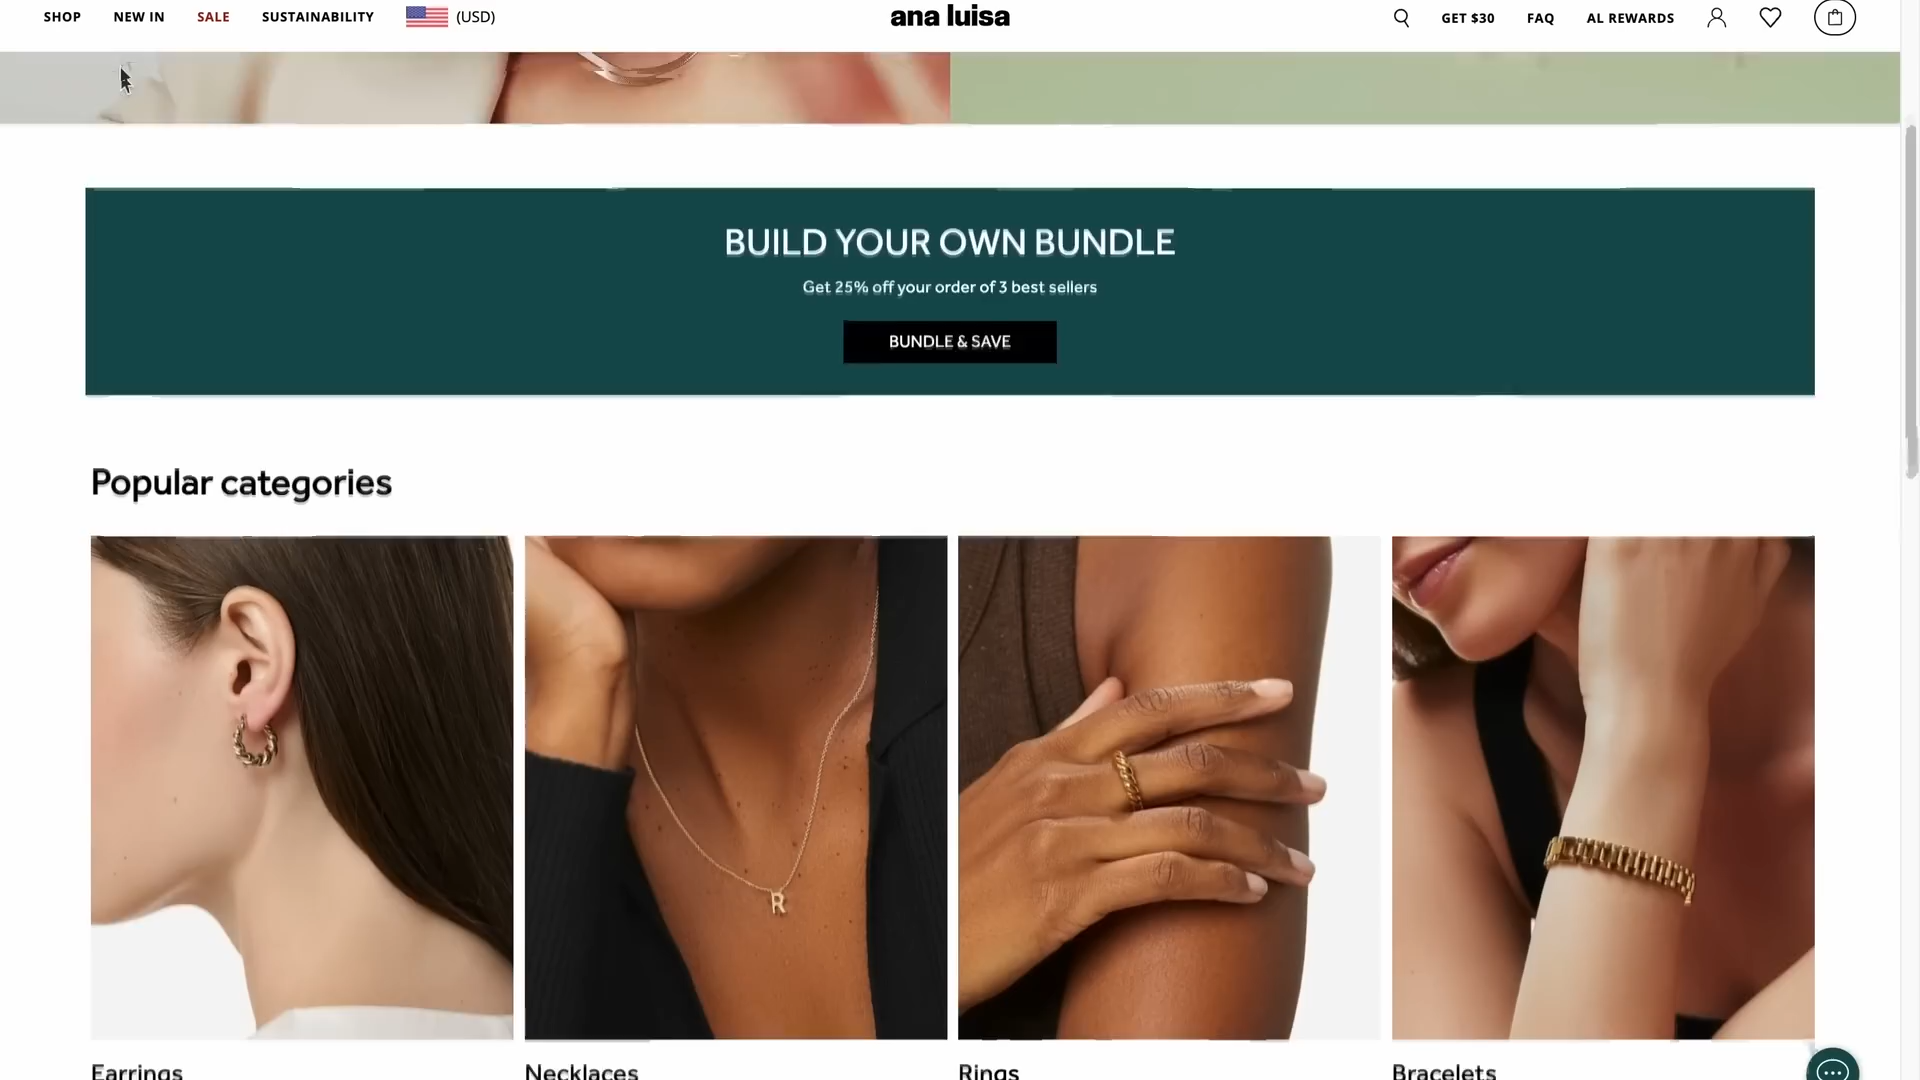 SHOP NEW IN SALE SUSTAINABILITY (USD) ana luisa GET $30 FAQ AL REWARDS
BUILD YOUR OWN BUNDLE
Get 25% off your order of 3 best sellers
BUNDLE & SAVE
Popular categories
R
Earrings Necklaces Rings Bracelets